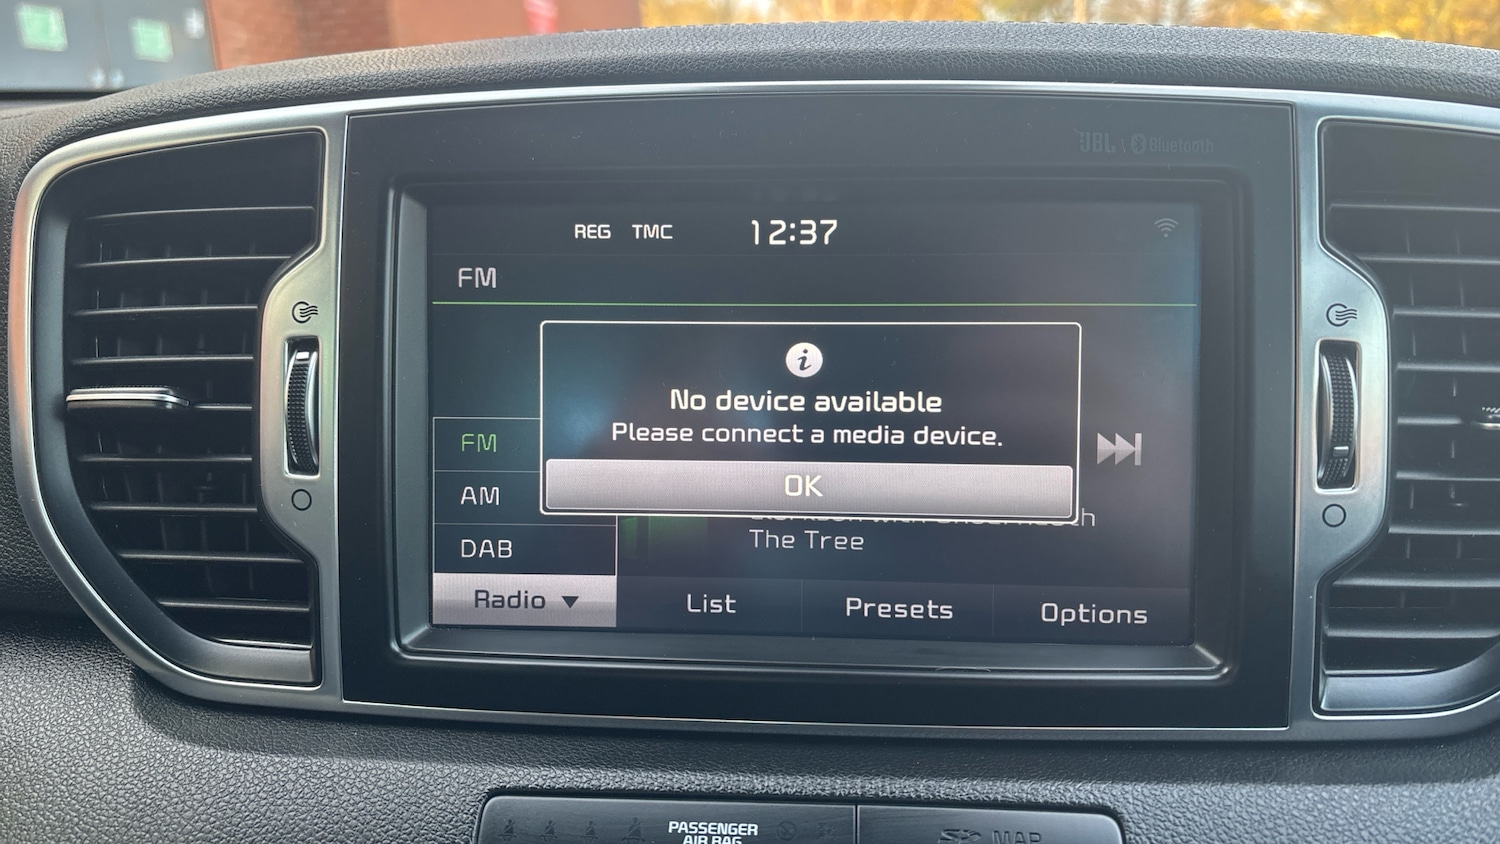 JBL \ Bluetooth
REG TMC 12:37
FM
No device available
Please connect a media device.
OK
FM
AM
DAB
The Tree
Radio ▼ List Presets Options
PASSENGER
AIR BAG
MAP